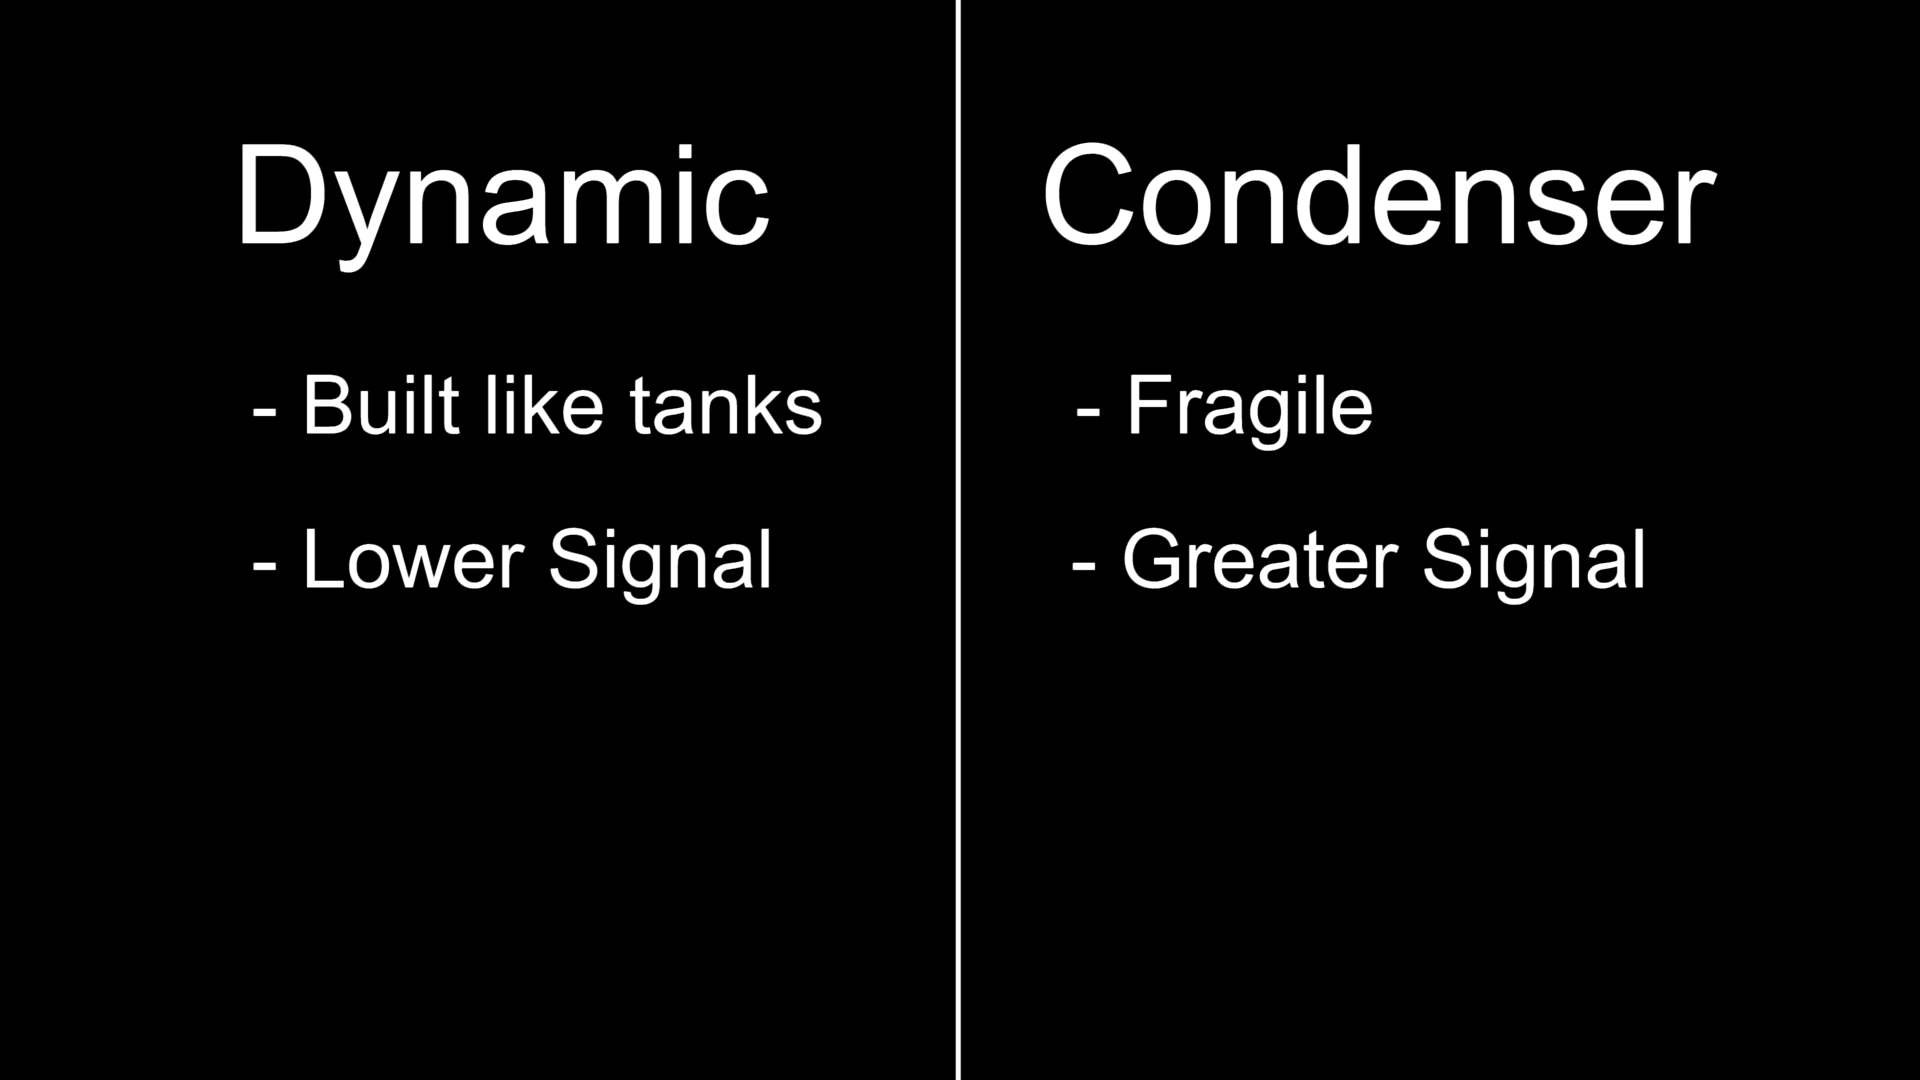 Dynamic
- Built like tanks
- Lower Signal
Condenser
- Fragile
- Greater Signal